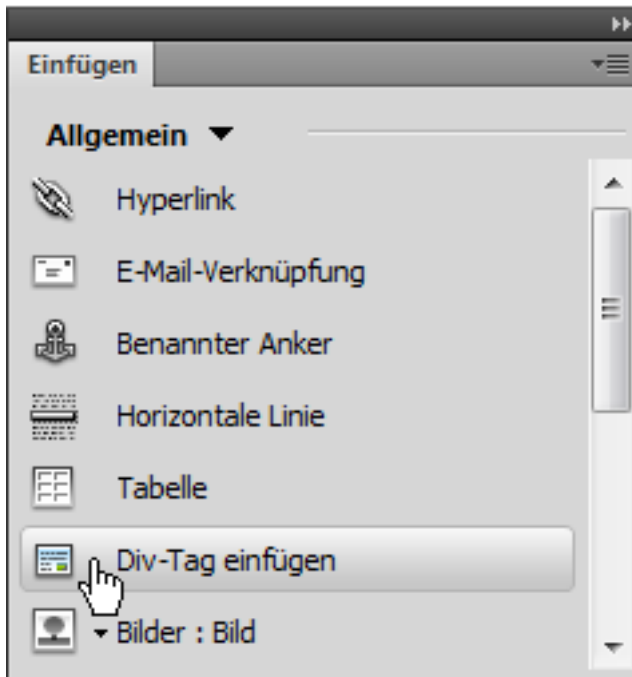 Einfügen
Allgemein
Hyperlink
E-Mail-Verknüpfung
Benannter Anker
Horizontale Linie
Tabelle
Div-Tag einfügen
Bilder : Bild